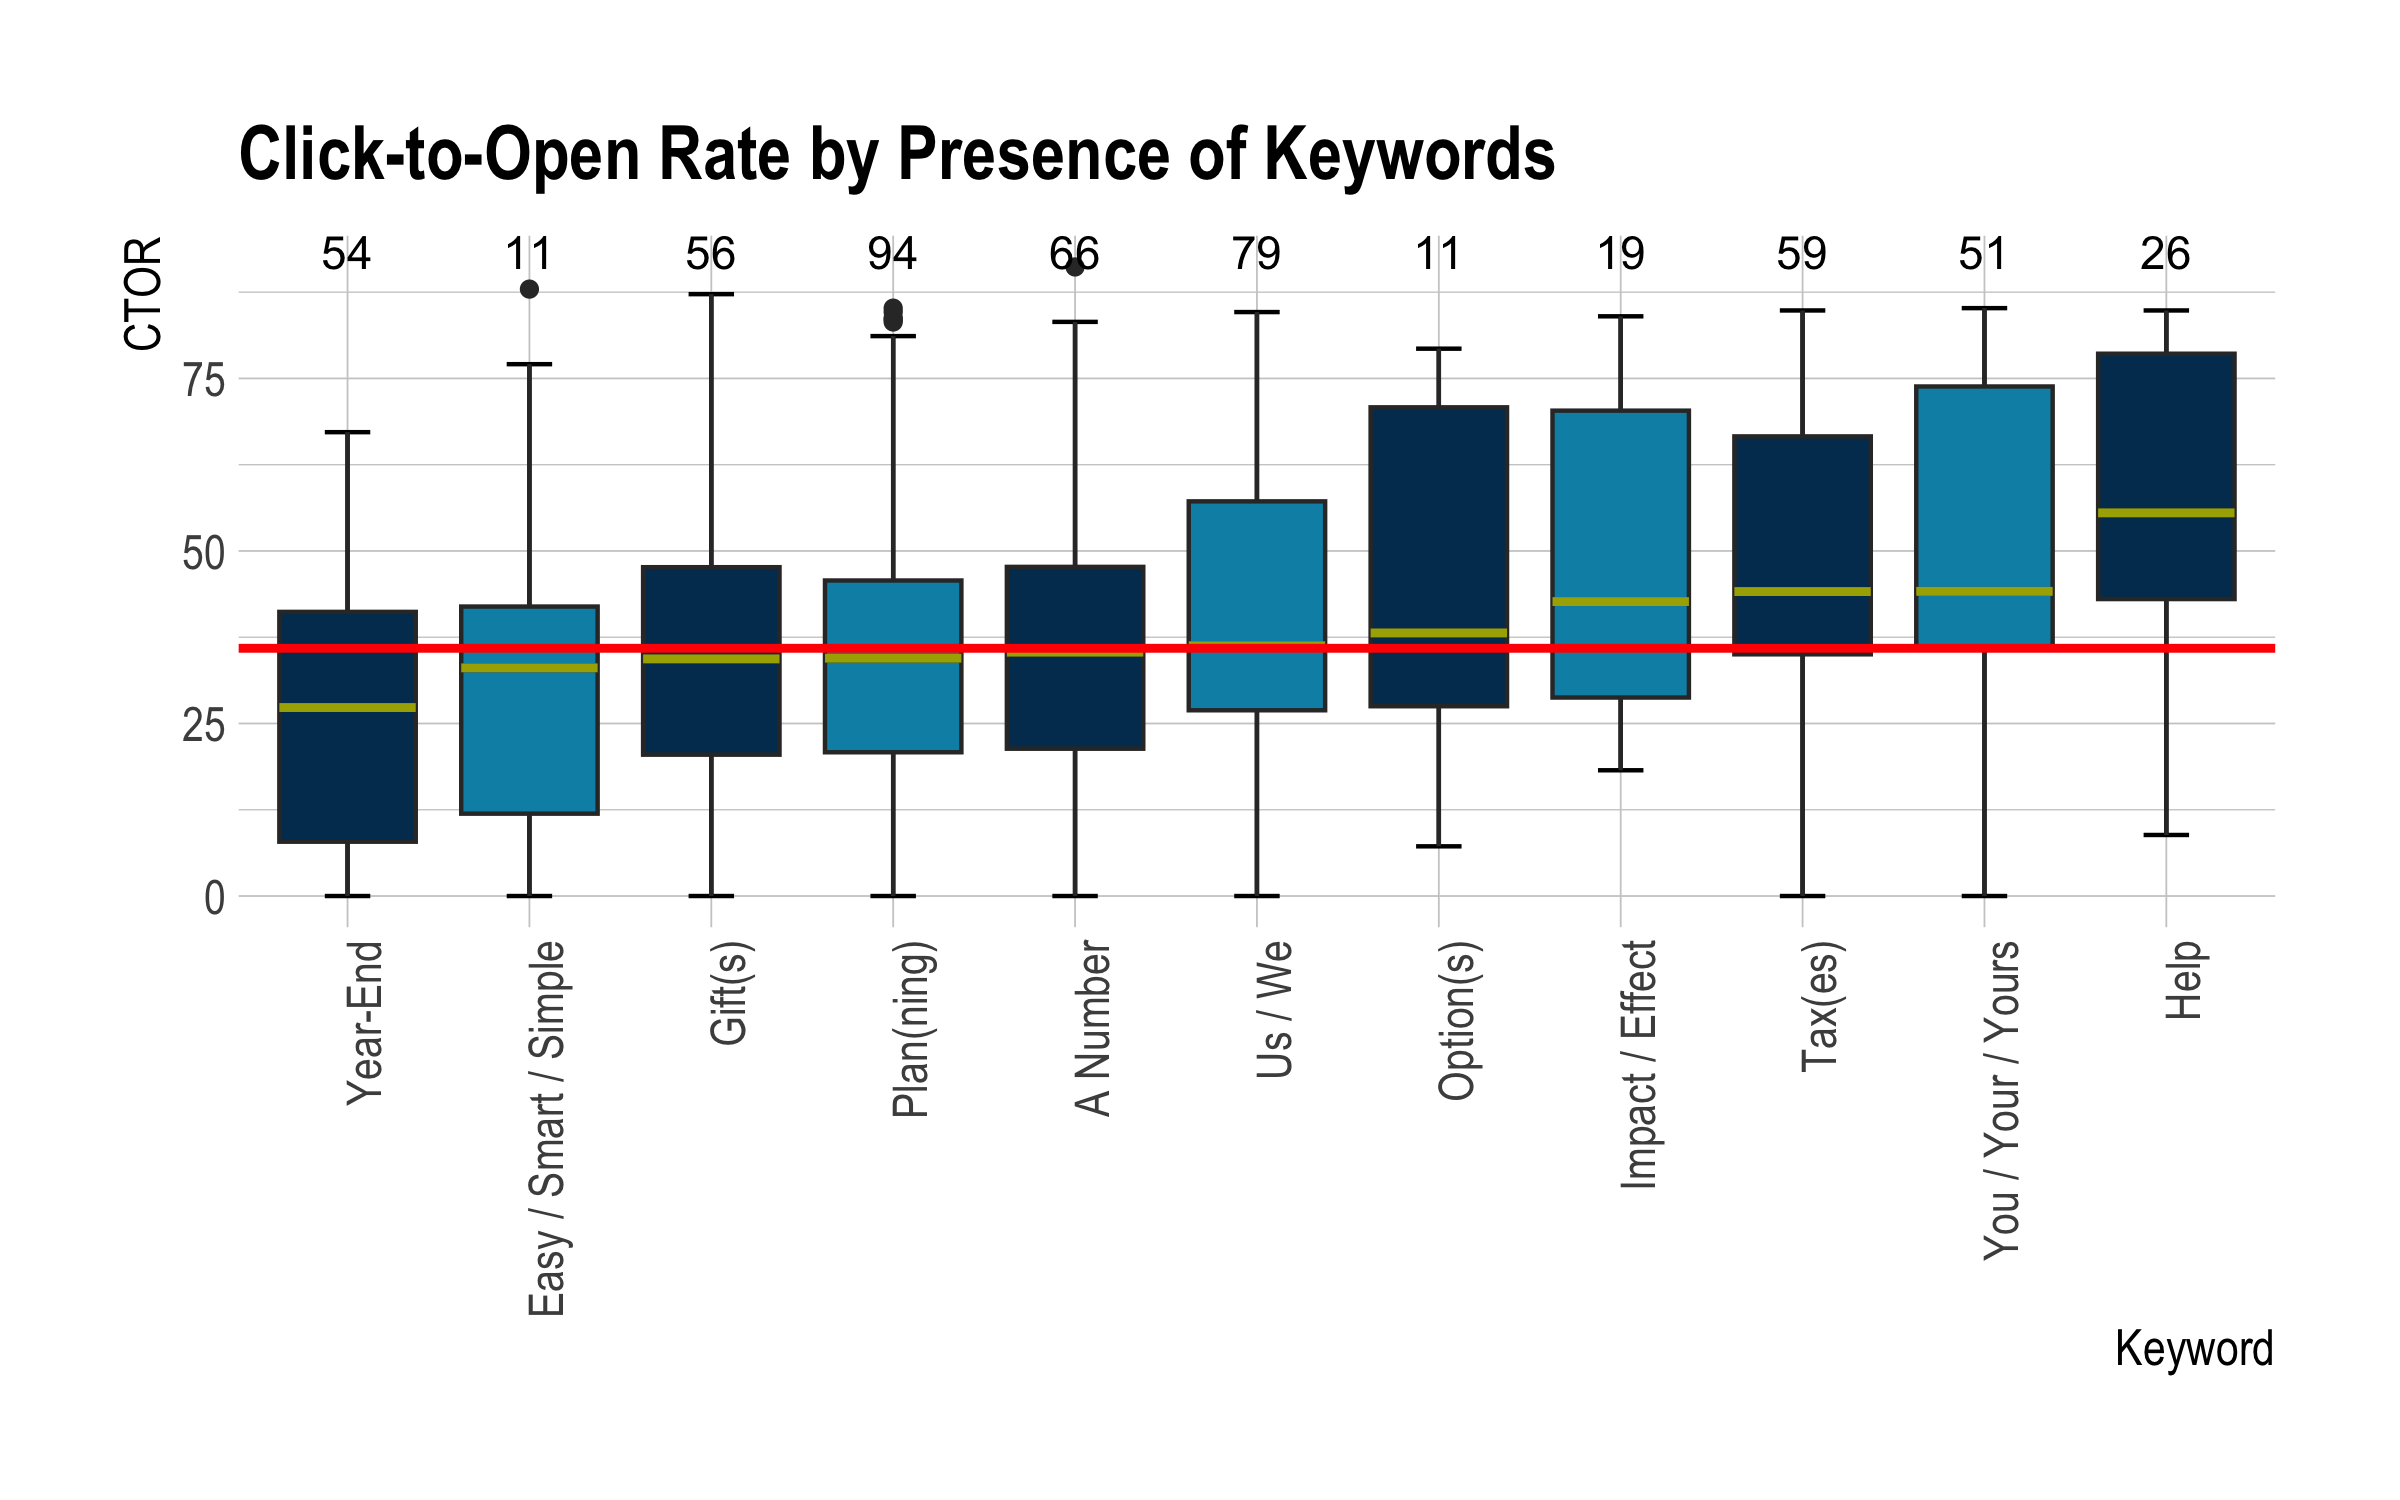 Click-to-Open Rate by Presence of Keywords
CTOR
54 11 56 94 66 79 11 19 59 51 26
75
50
25
0
Year-End
Easy / Smart / Simple
Gift(s)
Plan(ning)
A Number
Us / We
Option(s)
Impact / Effect
Tax(es)
You / Your / Yours
Help
Keyword